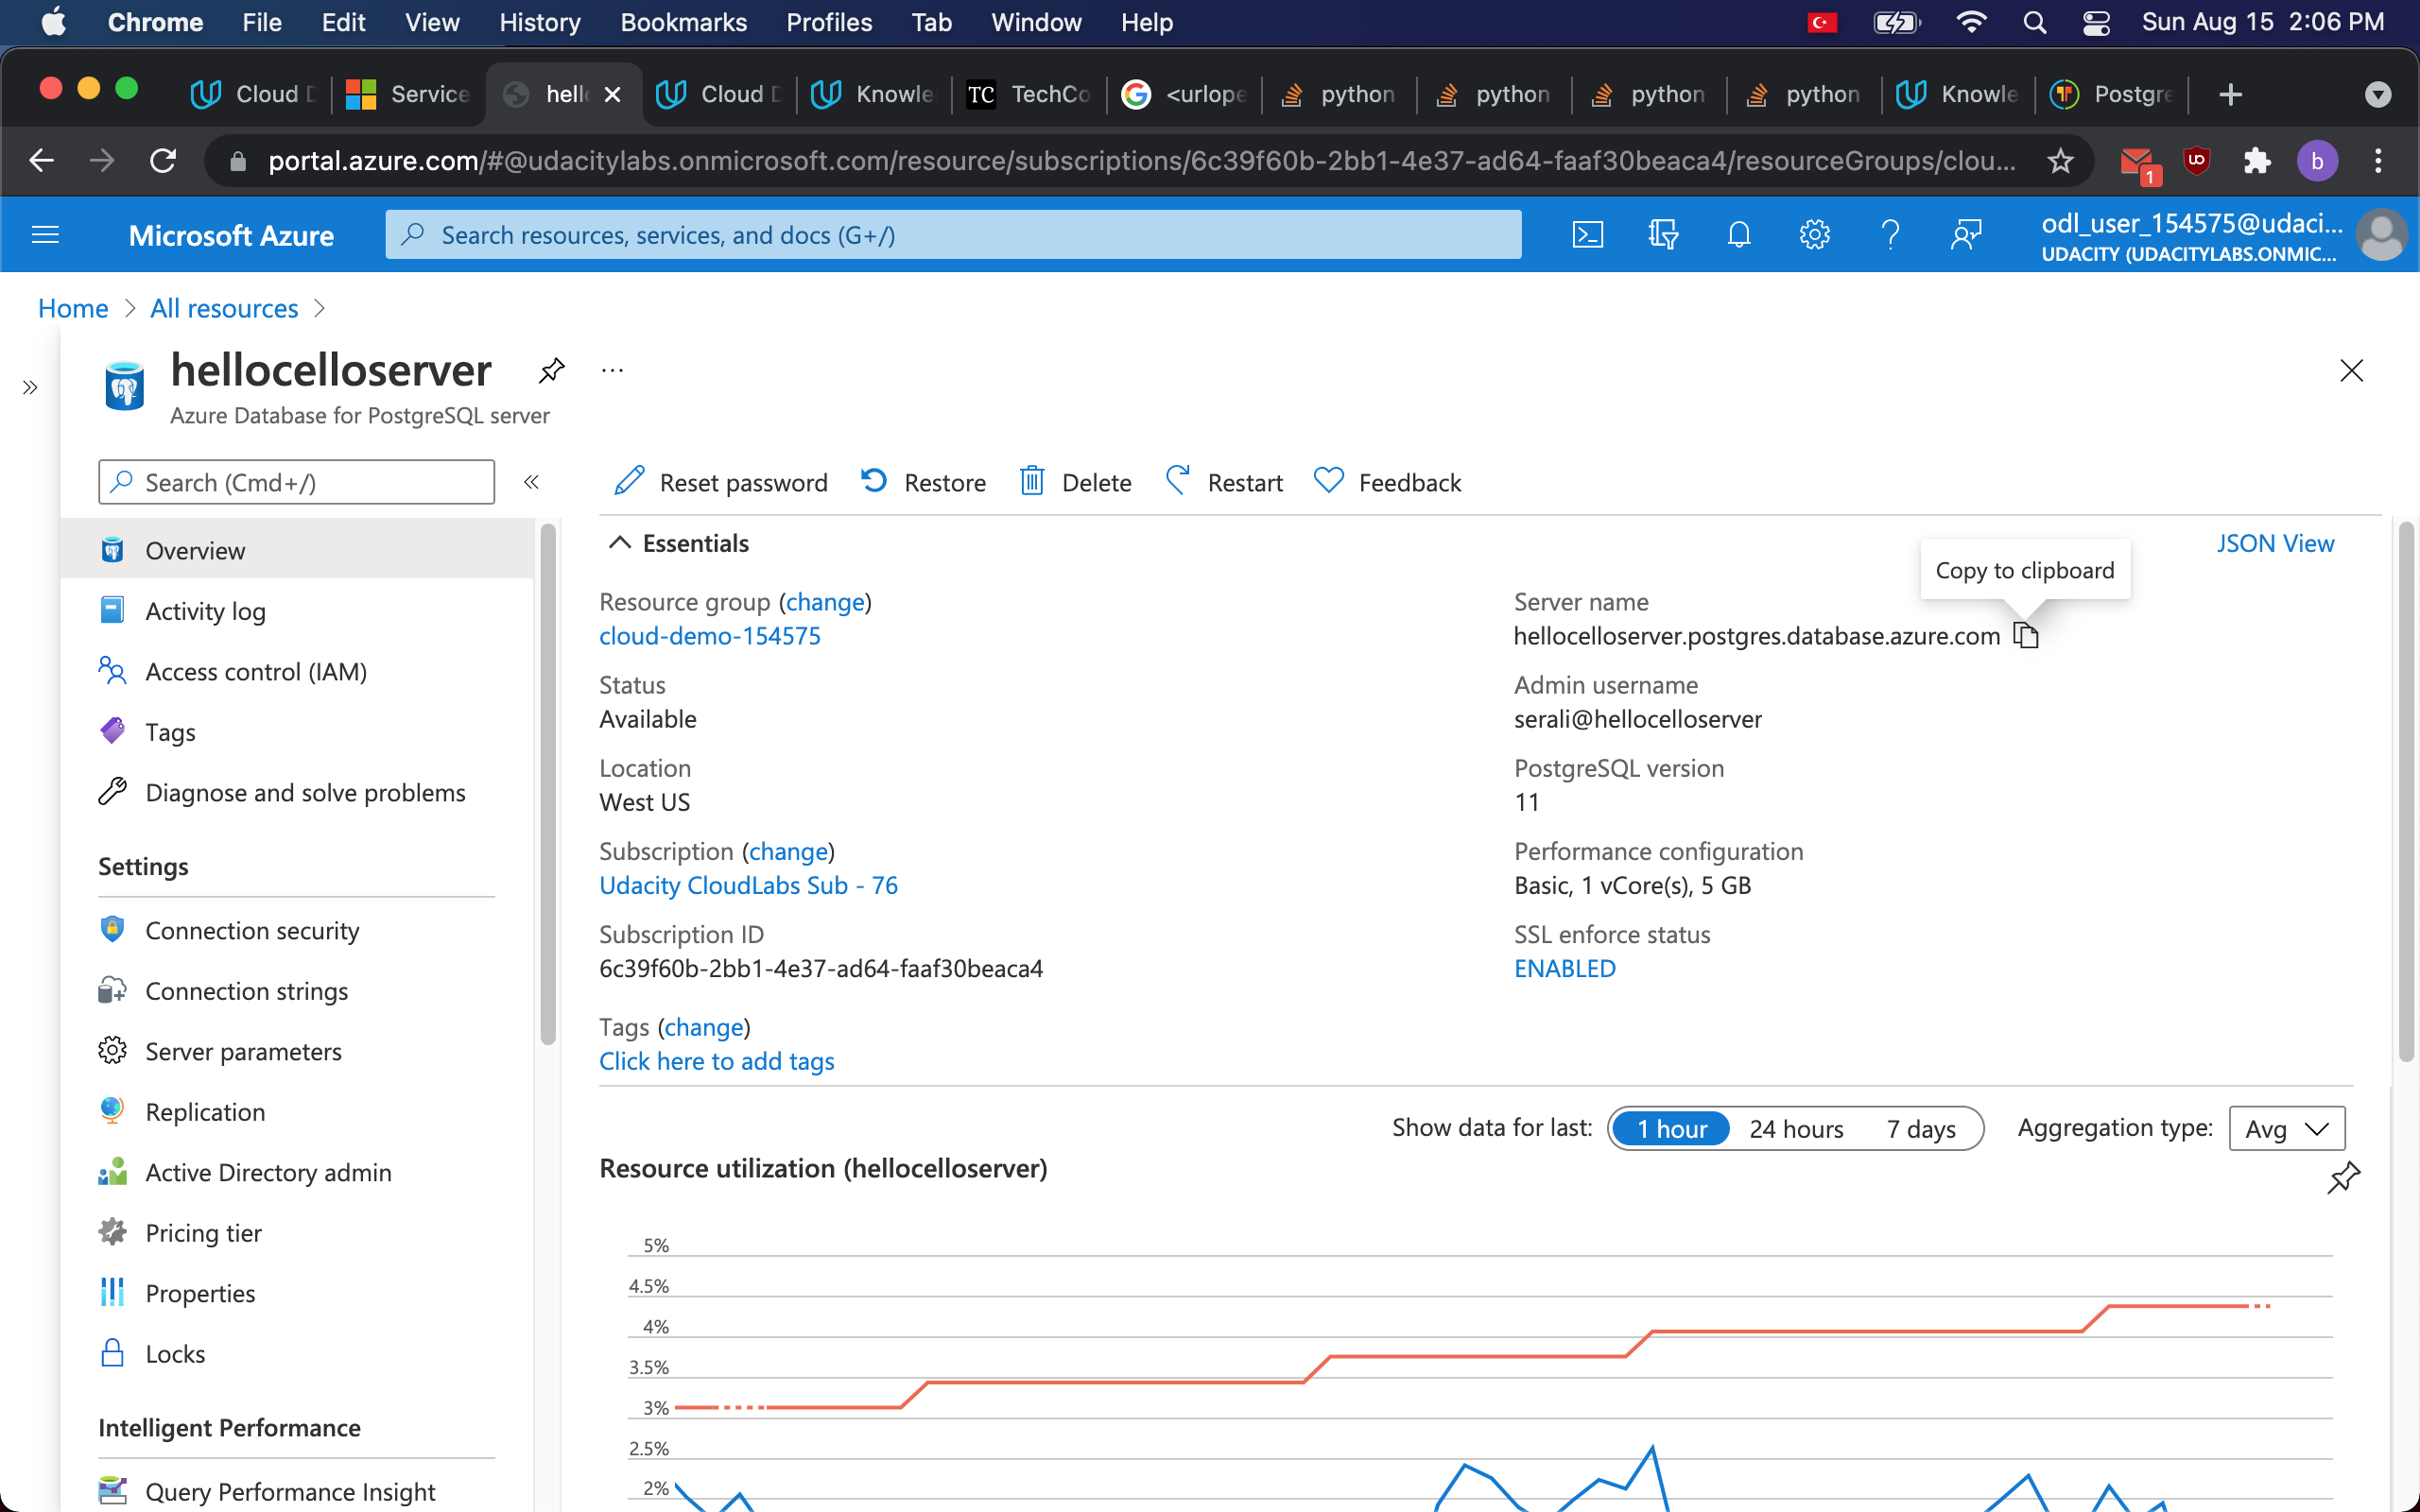 Chrome File Edit View History Bookmarks Profiles Tab Window Help Sun Aug 15 2:06 PM
Cloud D Service hell Cloud D Knowle TC TechCo <urlope python python python python Knowle Postgre
portal.azure.com/#@udacitylabs.onmicrosoft.com/resource/subscriptions/6c39f60b-2bb1-4e37-ad64-faaf30beaca4/resourceGroups/clou... 1 b
Microsoft Azure
Search resources, services, and docs (G+/)
odl_user_154575@udaci...
UDACITY (UDACITYLABS.ONMIC...
Home > All resources >
hellocelloserver
Azure Database for PostgreSQL server
Search (Cmd+/)
Overview
Activity log
Access control (IAM)
Tags
Diagnose and solve problems
Settings
Connection security
Connection strings
Server parameters
Replication
Active Directory admin
Pricing tier
Properties
Locks
Intelligent Performance
Query Performance Insight
Reset password Restore Delete Restart Feedback
Essentials
JSON View
Copy to clipboard
Resource group (change)
cloud-demo-154575
Status
Available
Location
West US
Subscription (change)
Udacity CloudLabs Sub - 76
Subscription ID
6c39f60b-2bb1-4e37-ad64-faaf30beaca4
Tags (change)
Click here to add tags
Server name
hellocelloserver.postgres.database.azure.com
Admin username
serali@hellocelloserver
PostgreSQL version
11
Performance configuration
Basic, 1 vCore(s), 5 GB
SSL enforce status
ENABLED
Show data for last: 1 hour 24 hours 7 days Aggregation type: Avg
Resource utilization (hellocelloserver)
5%
4.5%
4%
3.5%
3%
2.5%
2%